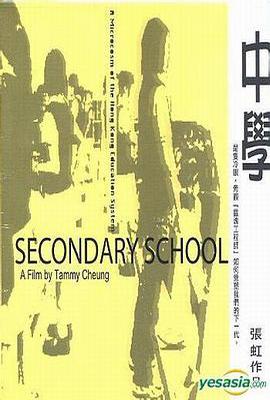 A Microcosm of the Hong Kong Education System
中學
SECONDARY SCHOOL
A Film by Tammy Cheung
張虹作品
yesasia.com